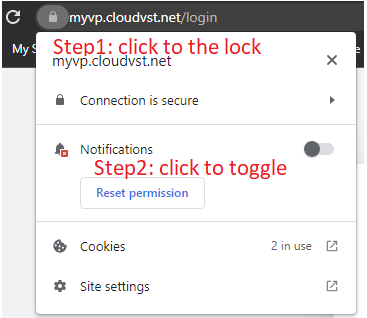 myvp.cloudvst.net/login
Step1: click to the lock
My S
e
myvp.cloudvst.net
Connection is secure
Notifications
Step2: click to toggle
Reset permission
Cookies 2 in use
Site settings